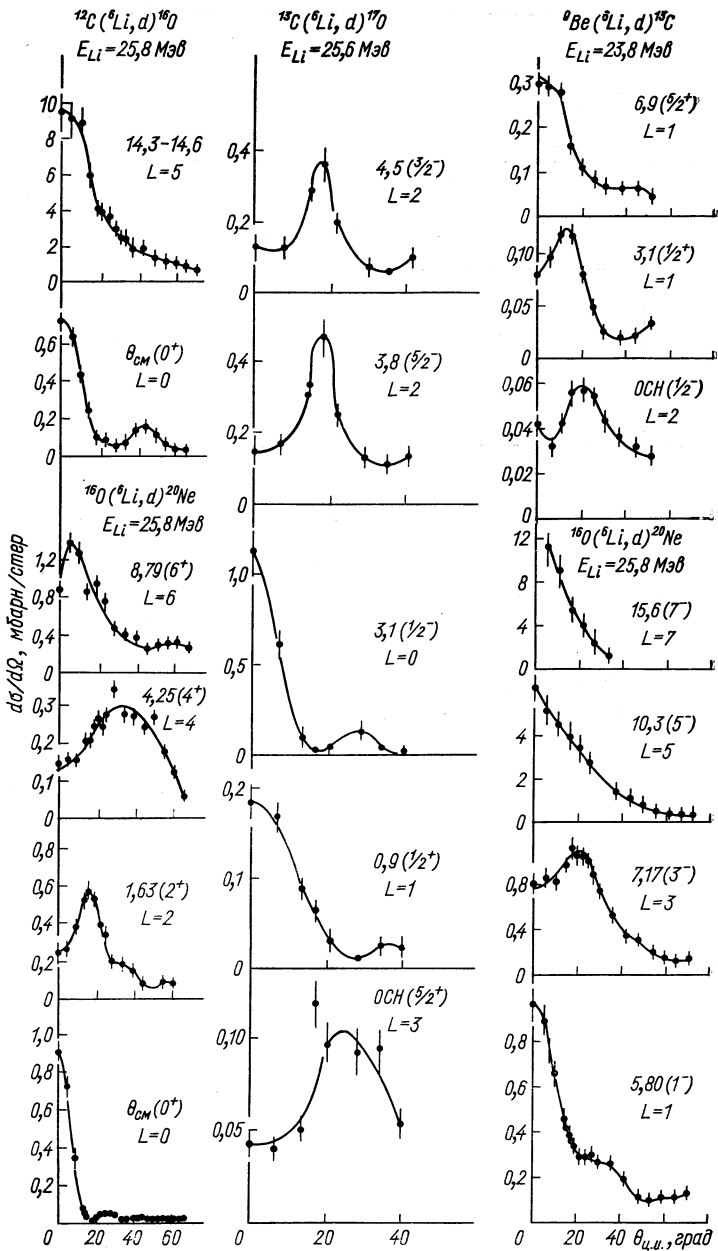 ¹²C(⁶Li,d)¹⁶O
E_Li=25,8 Мэв
10
8
6
4
2
0
14,3-14,6
L=5
0,6
0,4
0,2
0
θ_см(0⁺)
L=0
¹⁶O(⁶Li,d)²⁰Ne
E_Li=25,8 Мэв
1,2
0,8
0,4
0
8,79(6⁺)
L=6
dσ/dΩ, мбарн/стер
0,3
0,2
0,1
4,25(4⁺)
L=4
0,8
0,6
0,4
0,2
0
1,63(2⁺)
L=2
1,0
0,8
0,6
0,4
0,2
0
θ_см(0⁺)
L=0
20
40
60
¹³C(⁶Li,d)¹⁷O
E_Li=25,6 Мэв
0,4
0,2
0
4,5(3/2⁻)
L=2
0,4
0,2
0
3,8(5/2⁻)
L=2
1,0
0,5
0
3,1(1/2⁻)
L=0
0,2
0,1
0
0,9(1/2⁺)
L=1
0,10
0,05
ОСН(5/2⁺)
L=3
0
20
40
⁹Be(⁶Li,d)¹³C
E_Li=23,8 Мэв
0,3
0,2
0,1
0
6,9(5/2⁺)
L=1
0,10
0,05
0
3,1(1/2⁺)
L=1
0,06
0,04
0,02
0
ОСН(1/2⁻)
L=2
¹⁶O(⁶Li,d)²⁰Ne
E_Li=25,8 Мэв
12
8
4
0
15,6(7⁻)
L=7
4
2
0
10,3(5⁻)
L=5
0,8
0,4
0
7,17(3⁻)
L=3
0,8
0,6
0,4
0,2
5,80(1⁻)
L=1
0
20
40
60
θ_ц.и., град